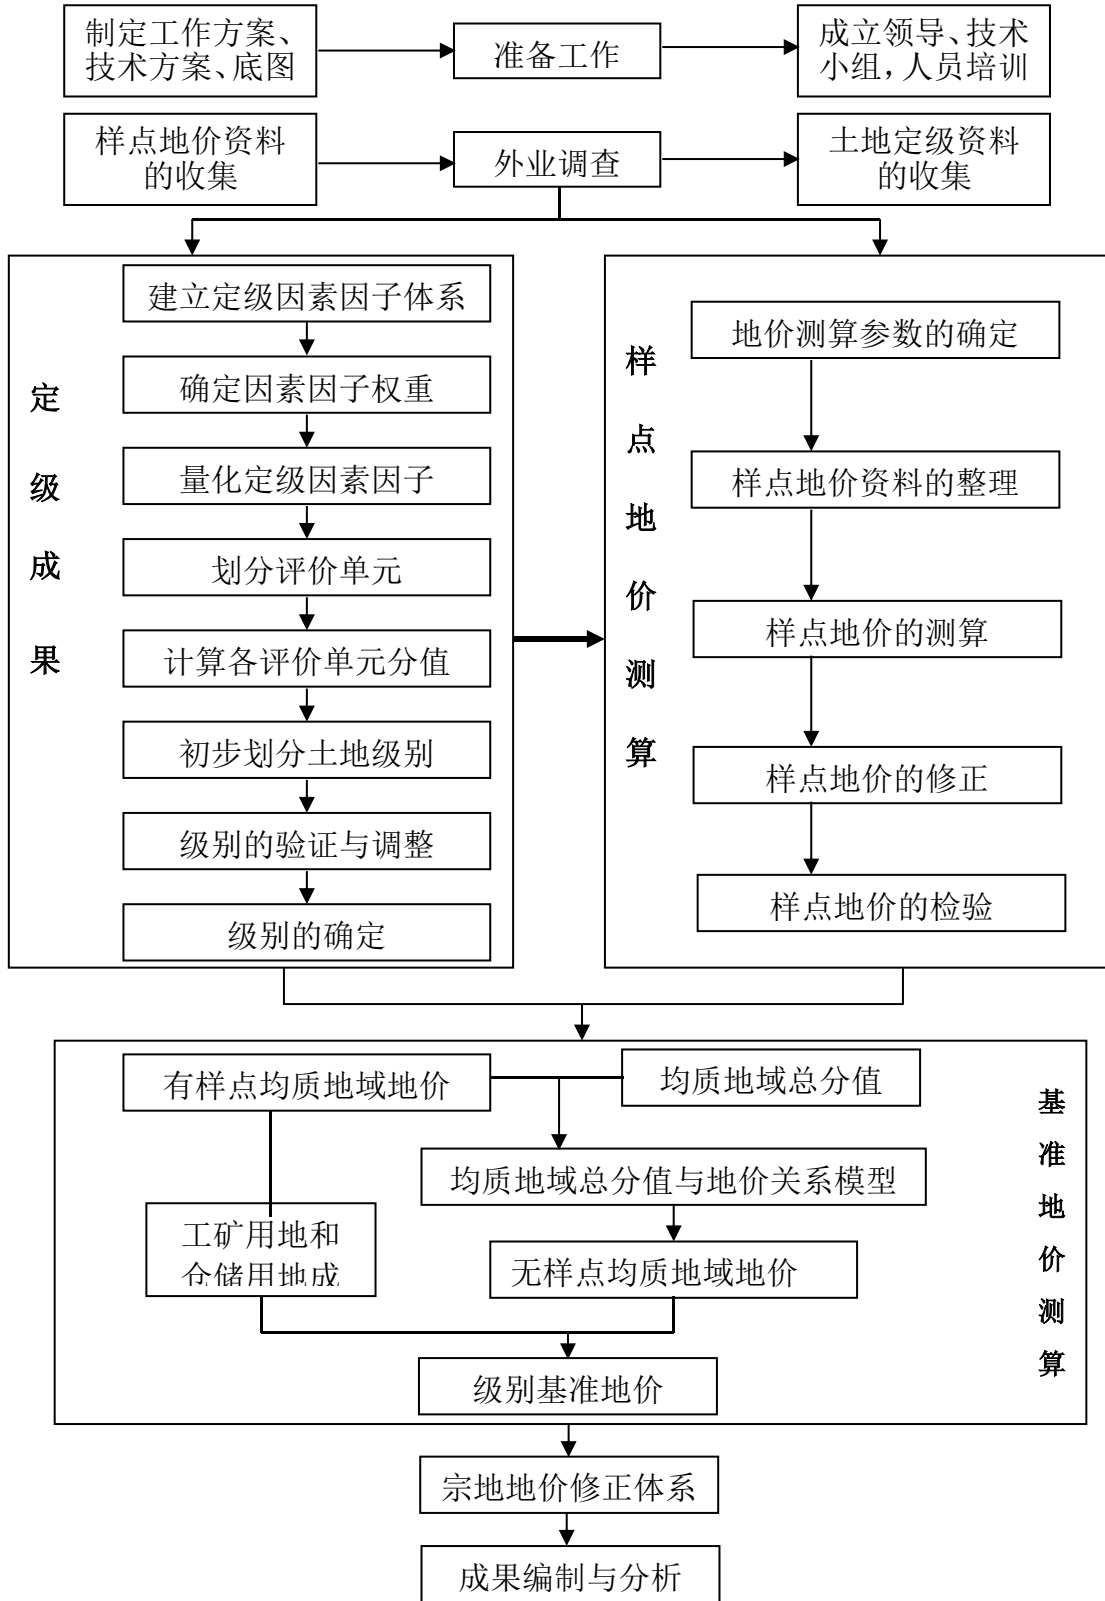 制定工作方案、
技术方案、底图
准备工作
成立领导、技术
小组,人员培训
样点地价资料
的收集
外业调查
土地定级资料
的收集
定级成果
建立定级因素因子体系
确定因素因子权重
量化定级因素因子
划分评价单元
计算各评价单元分值
初步划分土地级别
级别的验证与调整
级别的确定
样点地价测算
地价测算参数的确定
样点地价资料的整理
样点地价的测算
样点地价的修正
样点地价的检验
有样点均质地域地价
均质地域总分值
均质地域总分值与地价关系模型
工矿用地和
仓储用地成
无样点均质地域地价
级别基准地价
基准地价测算
宗地地价修正体系
成果编制与分析